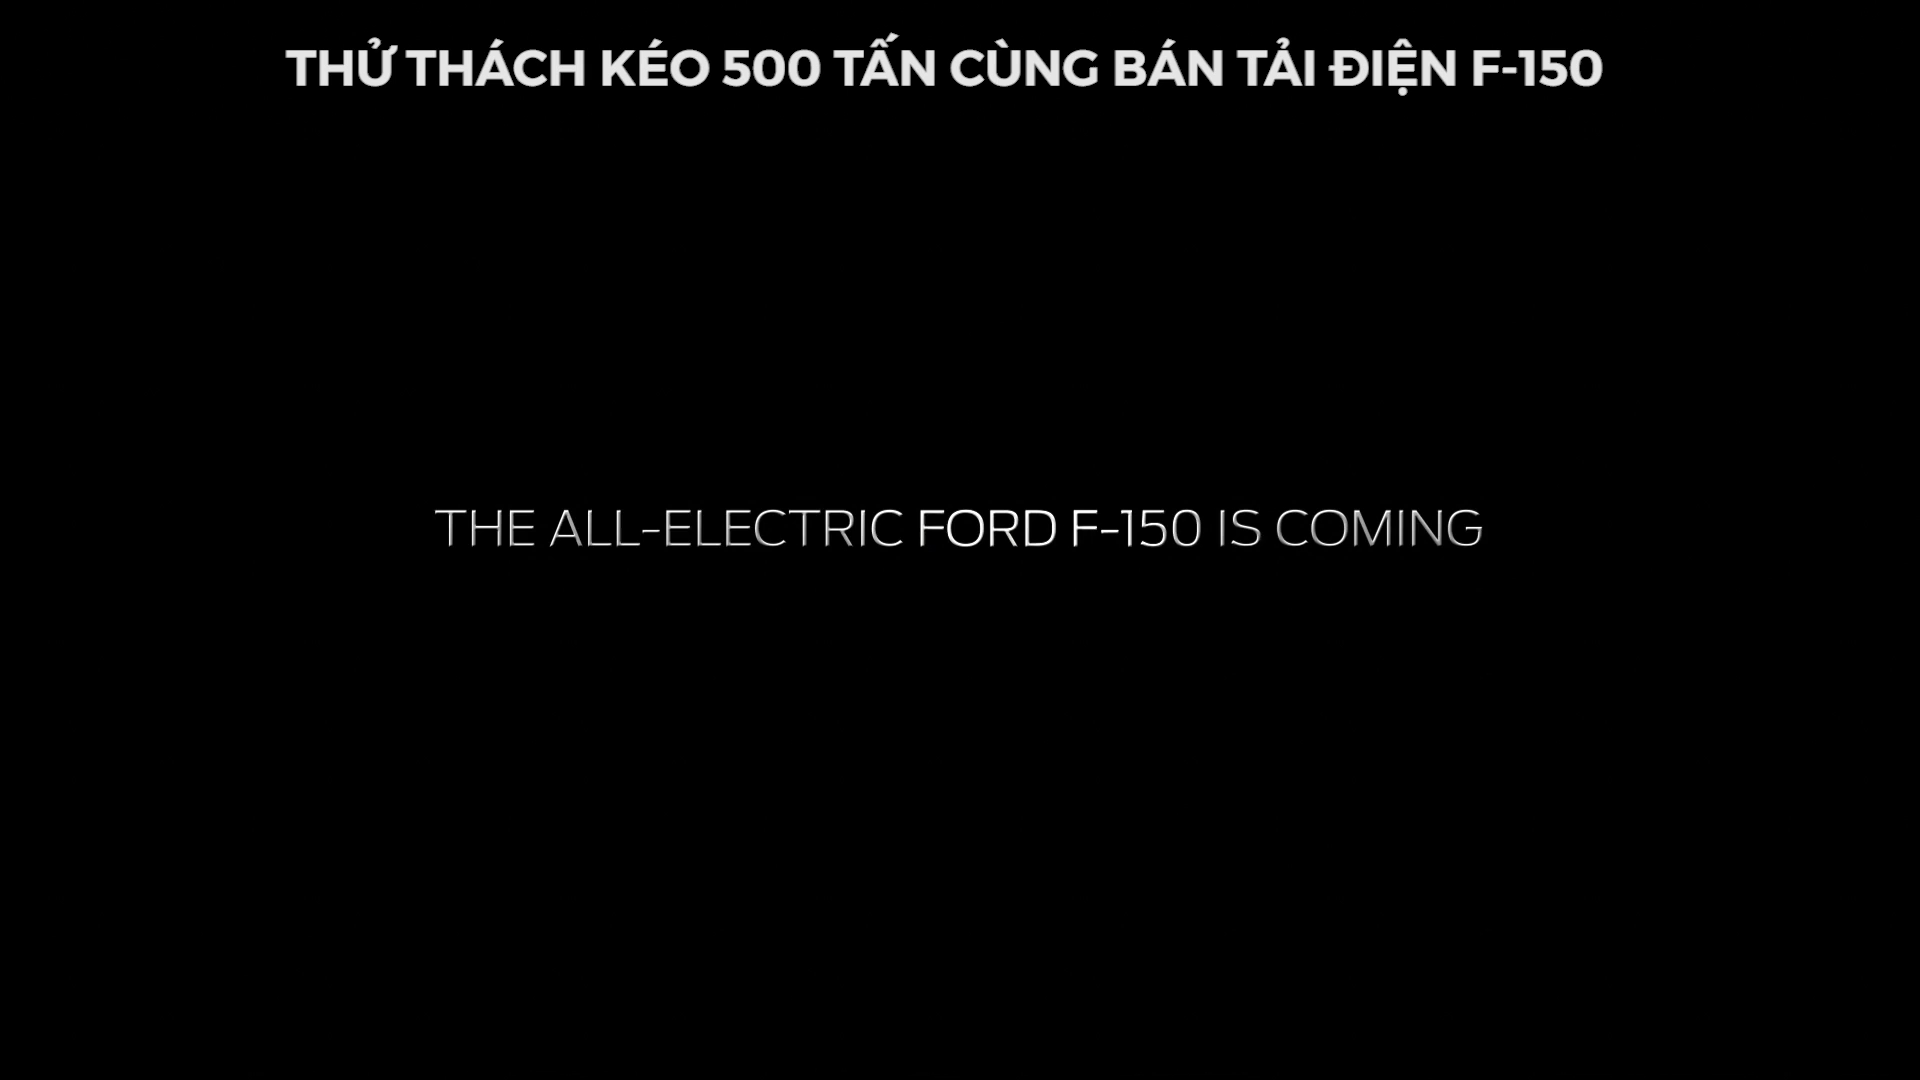 THỬ THÁCH KÉO 500 TẤN CÙNG BÁN TẢI ĐIỆN F-150
THE ALL-ELECTRIC FORD F-150 IS COMING